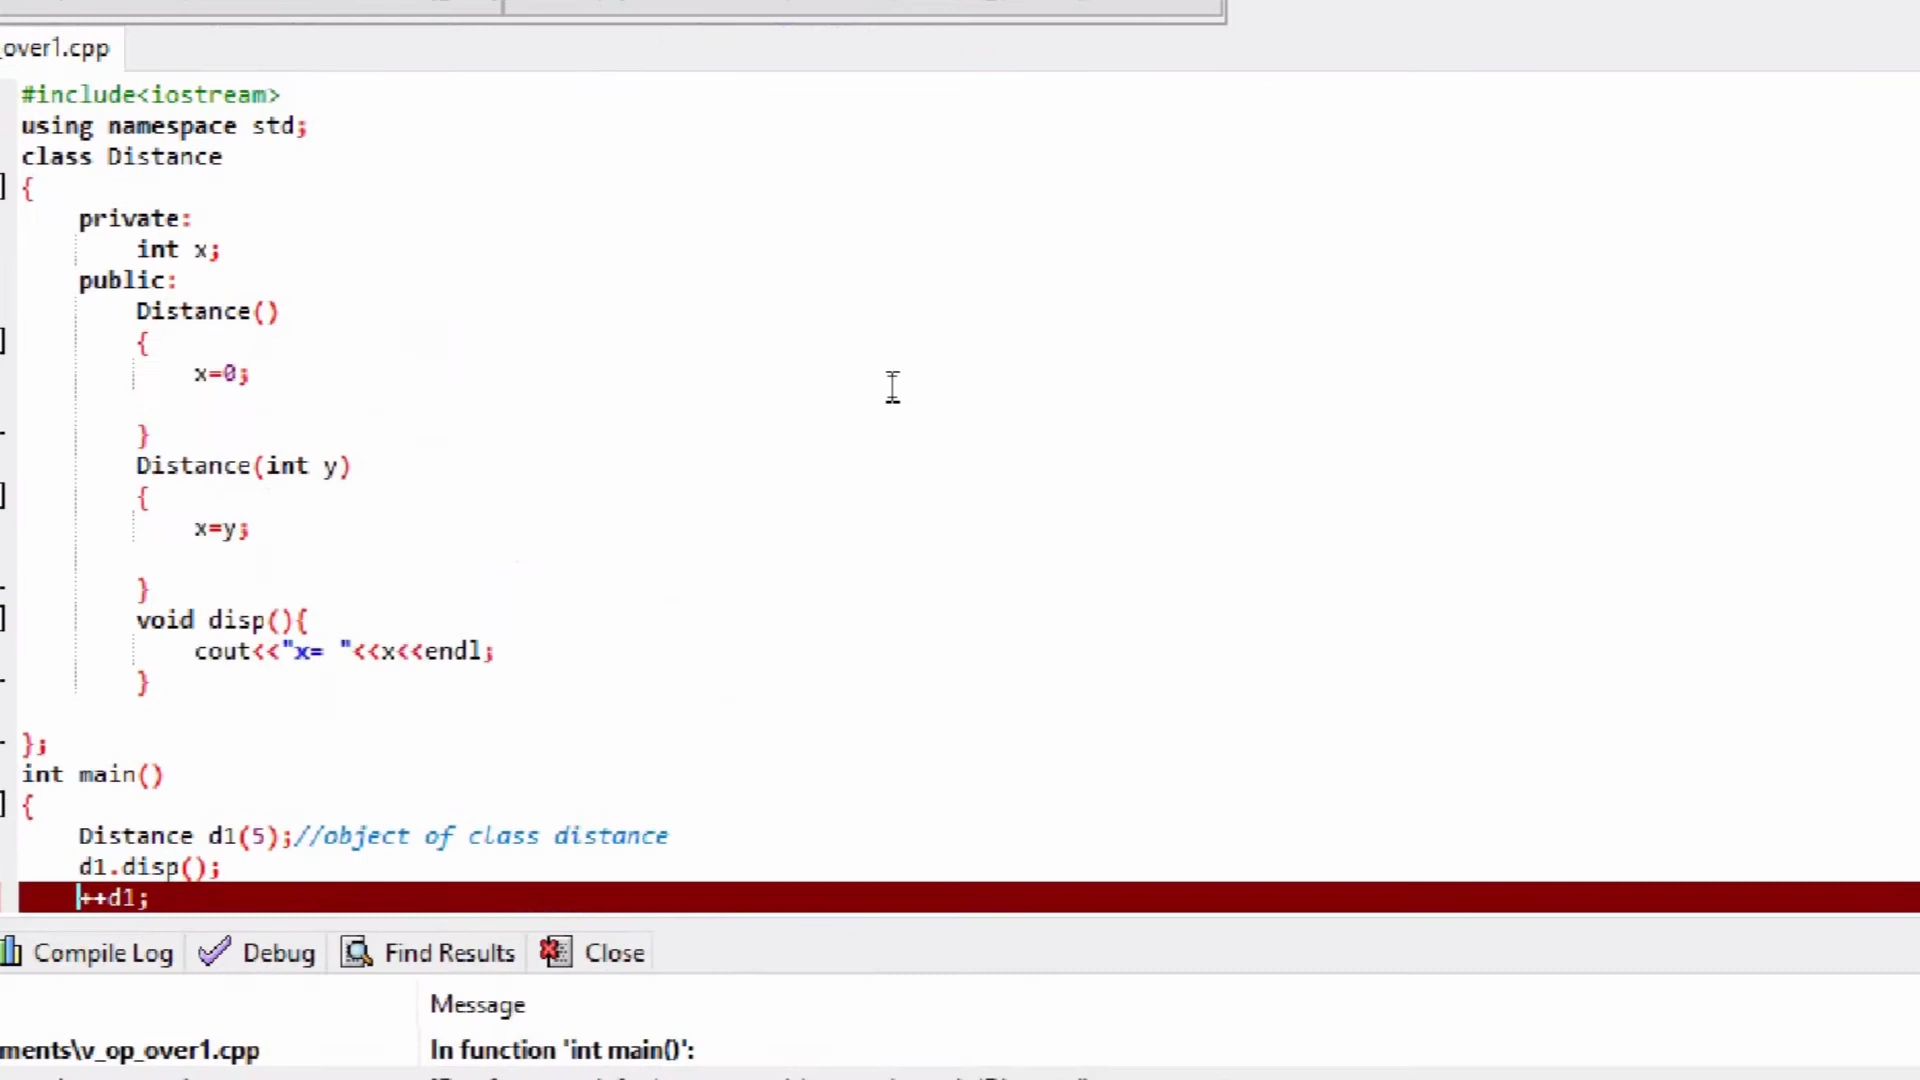 _over1.cpp
#include<iostream>
using namespace std;
class Distance
{
private:
int x;
public:
Distance()
{
x=0;
}
Distance(int y)
{
x=y;
}
void disp(){
cout<<"x= "<<x<<endl;
}
};
int main()
{
Distance d1(5);//object of class distance
d1.disp();
++d1;
Compile Log Debug Find Results Close
Message
ments\v_op_over1.cpp In function 'int main()':